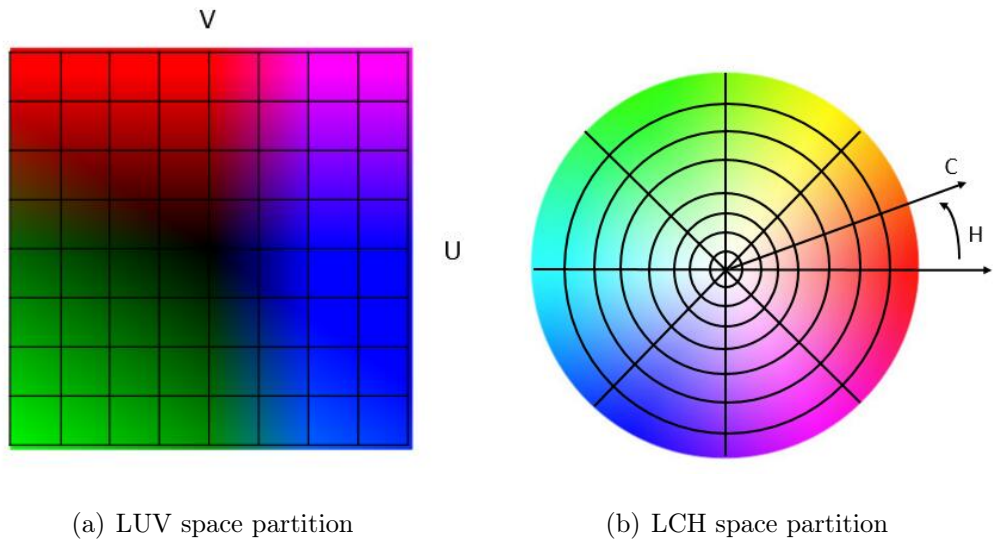 V
U
C
H
(a) LUV space partition
(b) LCH space partition